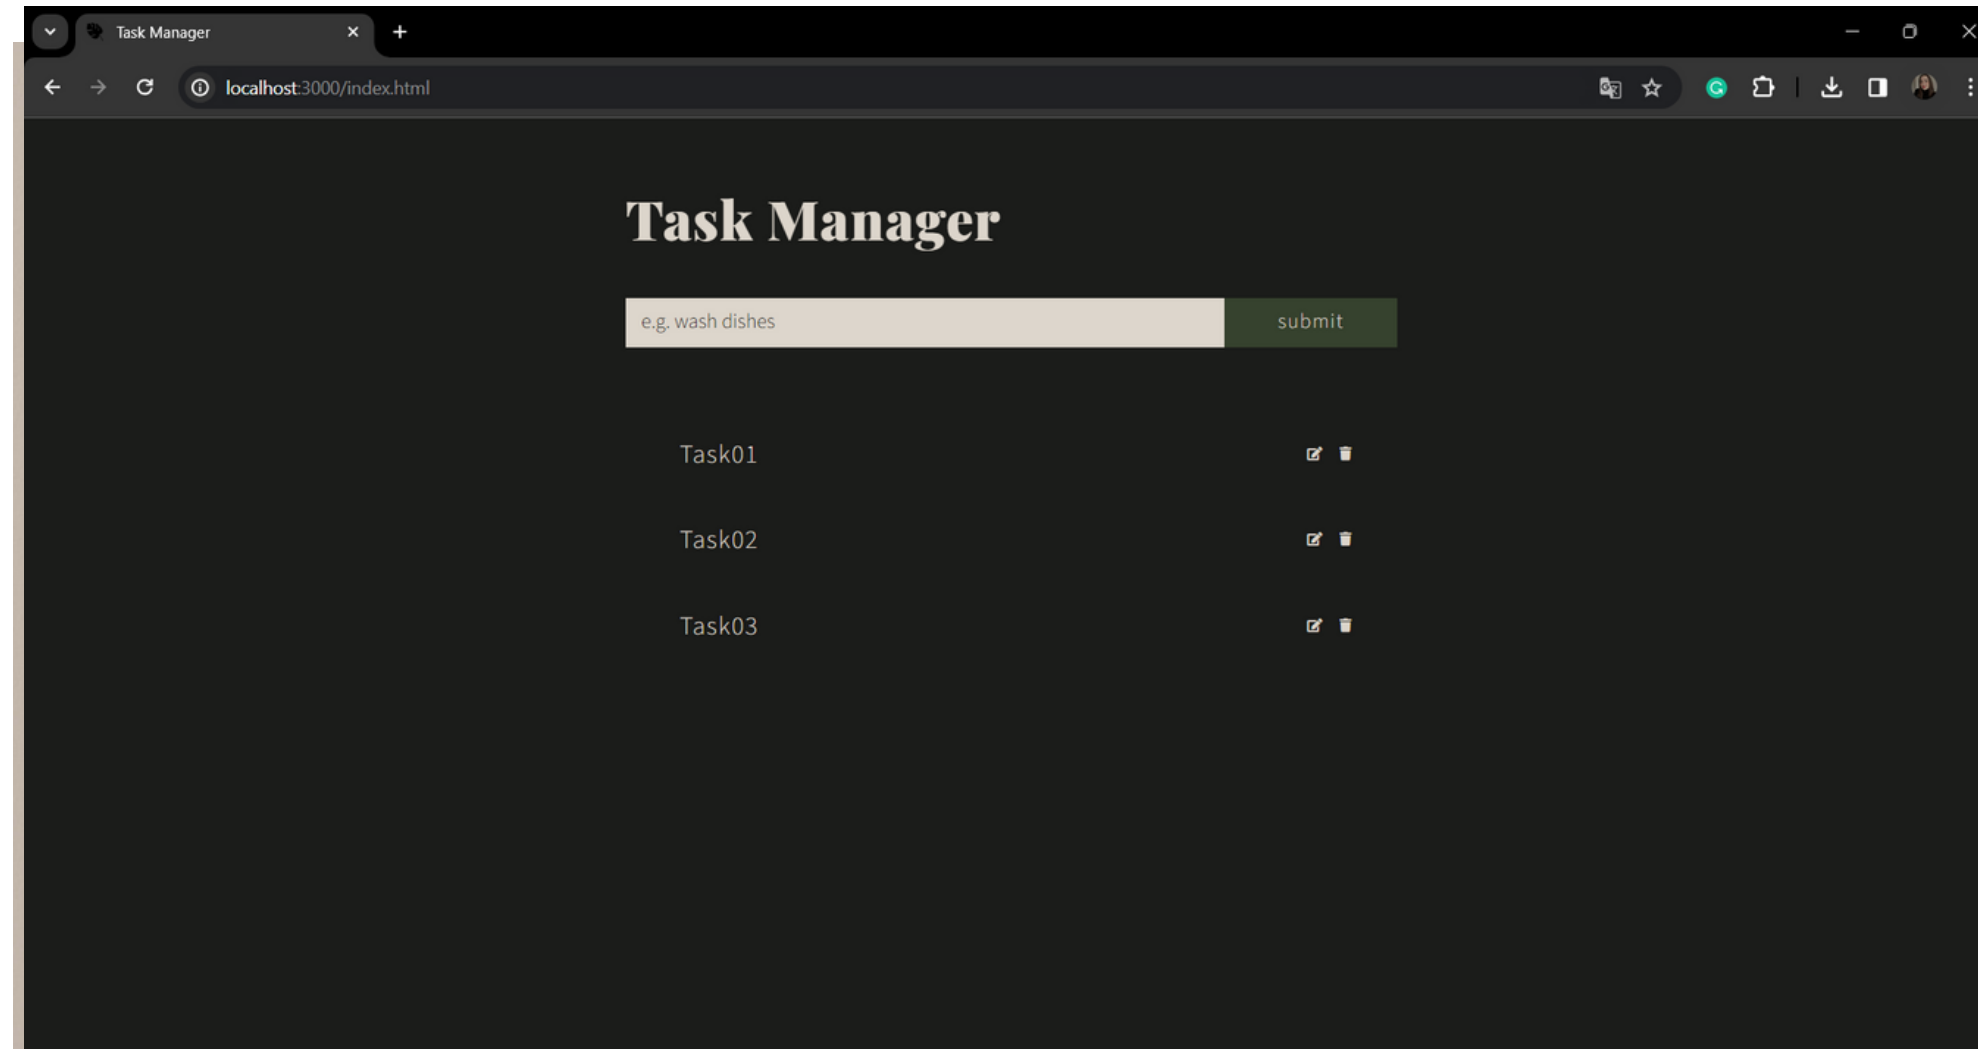 Task Manager
localhost:3000/index.html
Task Manager
e.g. wash dishes
submit
Task01
Task02
Task03